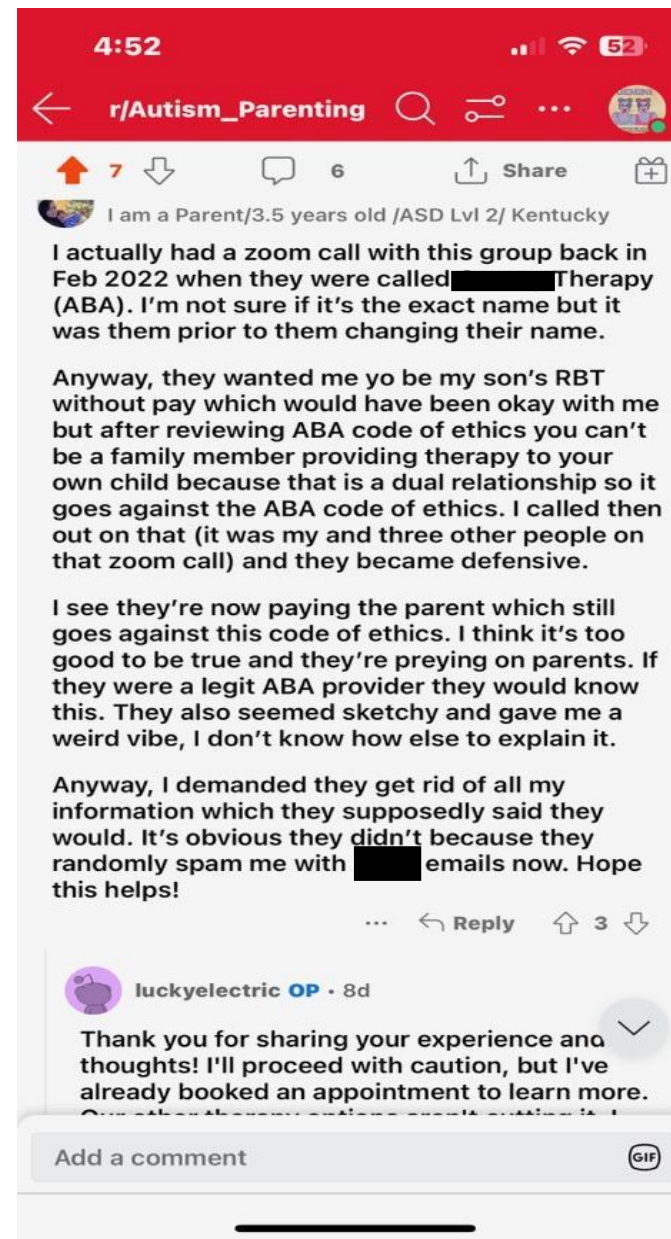 4:52
52
r/Autism_Parenting
GEMINI
7
6
Share
I am a Parent/3.5 years old /ASD Lvl 2/ Kentucky
I actually had a zoom call with this group back in
Feb 2022 when they were called Therapy
(ABA). I’m not sure if it’s the exact name but it
was them prior to them changing their name.
Anyway, they wanted me yo be my son’s RBT
without pay which would have been okay with me
but after reviewing ABA code of ethics you can’t
be a family member providing therapy to your
own child because that is a dual relationship so it
goes against the ABA code of ethics. I called then
out on that (it was my and three other people on
that zoom call) and they became defensive.
I see they’re now paying the parent which still
goes against this code of ethics. I think it’s too
good to be true and they’re preying on parents. If
they were a legit ABA provider they would know
this. They also seemed sketchy and gave me a
weird vibe, I don’t know how else to explain it.
Anyway, I demanded they get rid of all my
information which they supposedly said they
would. It’s obvious they didn’t because they
randomly spam me with emails now. Hope
this helps!
Reply
3
luckyelectric OP • 8d
Thank you for sharing your experience and
thoughts! I'll proceed with caution, but I've
already booked an appointment to learn more.
Our other therapy options aren't cutting it. I
Add a comment
GIF